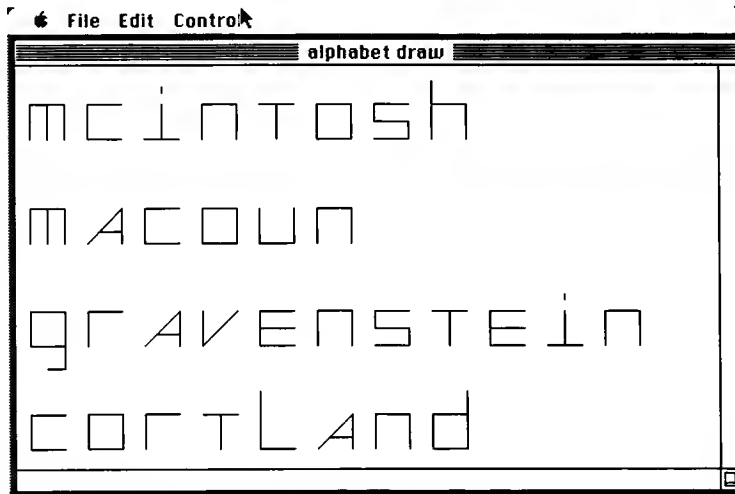 File Edit Control
alphabet draw
mcintosh
macoun
gravenstein
cortland